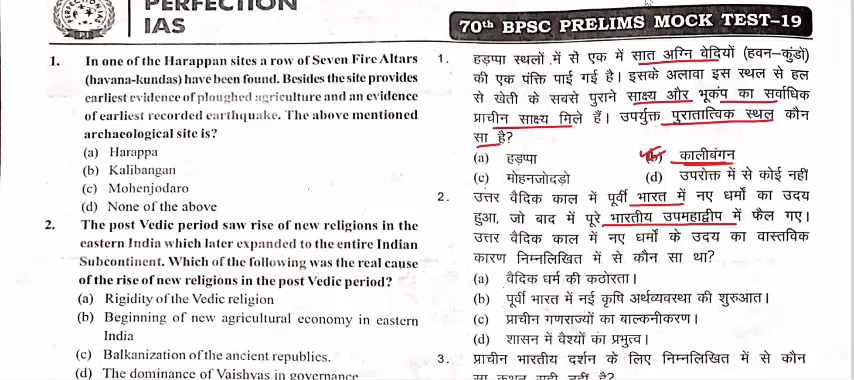 PERFECTION
IAS
70th BPSC PRELIMS MOCK TEST–19
1. In one of the Harappan sites a row of Seven Fire Altars
(havana-kundas) have been found. Besides the site provides
earliest evidence of ploughed agriculture and an evidence
of earliest recorded earthquake. The above mentioned
archaeological site is?
(a) Harappa
(b) Kalibangan
(c) Mohenjodaro
(d) None of the above
2. The post Vedic period saw rise of new religions in the
eastern India which later expanded to the entire Indian
Subcontinent. Which of the following was the real cause
of the rise of new religions in the post Vedic period?
(a) Rigidity of the Vedic religion
(b) Beginning of new agricultural economy in eastern
India
(c) Balkanization of the ancient republics.
(d) The dominance of Vaishyas in governance
1. हड़प्पा स्थलों में से एक में सात अग्नि वेदियों (हवन–कुंडों)
की एक पंक्ति पाई गई है। इसके अलावा इस स्थल से हल
से खेती के सबसे पुराने साक्ष्य और भूकंप का सर्वाधिक
प्राचीन साक्ष्य मिले हैं। उपर्युक्त पुरातात्विक स्थल कौन
सा है?
(a) हड़प्पा (b) कालीबंगन
(c) मोहनजोदड़ो (d) उपरोक्त में से कोई नहीं
2. उत्तर वैदिक काल में पूर्वी भारत में नए धर्मों का उदय
हुआ, जो बाद में पूरे भारतीय उपमहाद्वीप में फैल गए।
उत्तर वैदिक काल में नए धर्मों के उदय का वास्तविक
कारण निम्नलिखित में से कौन सा था?
(a) वैदिक धर्म की कठोरता।
(b) पूर्वी भारत में नई कृषि अर्थव्यवस्था की शुरुआत।
(c) प्राचीन गणराज्यों का बाल्कनीकरण।
(d) शासन में वैश्यों का प्रभुत्व।
3. प्राचीन भारतीय दर्शन के लिए निम्नलिखित में से कौन
सा कथन सही नहीं है?